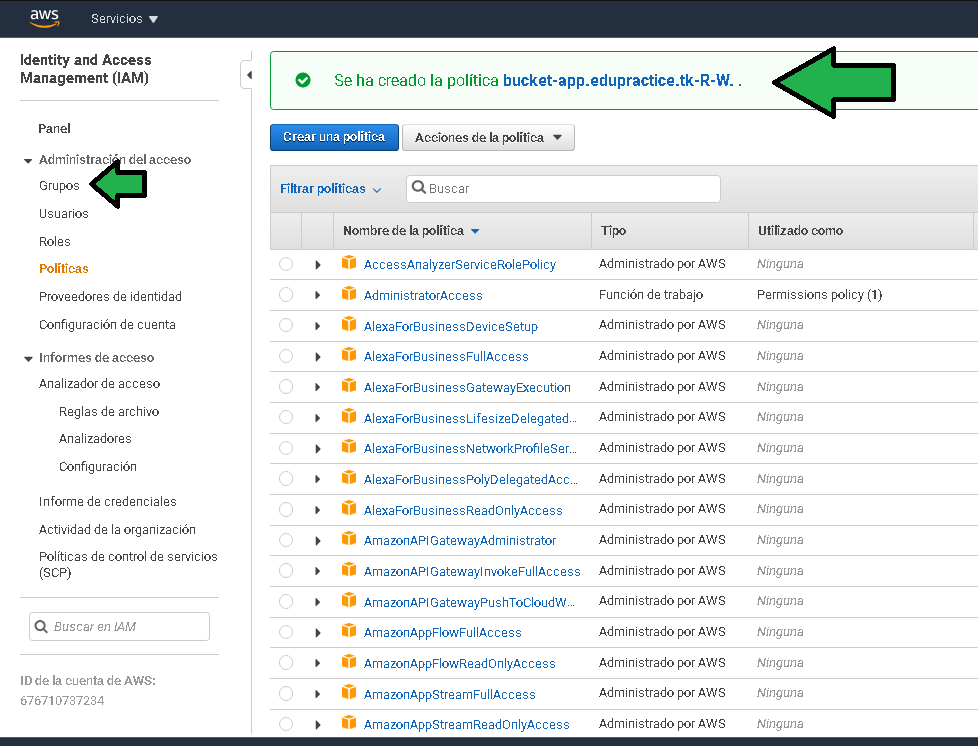 aws
Servicios
Identity and Access
Management (IAM)
Panel
Administración del acceso
Grupos
Usuarios
Roles
Políticas
Proveedores de identidad
Configuración de cuenta
Informes de acceso
Analizador de acceso
Reglas de archivo
Analizadores
Configuración
Informe de credenciales
Actividad de la organización
Políticas de control de servicios
(SCP)
Buscar en IAM
ID de la cuenta de AWS:
676710737234
Se ha creado la política bucket-app.edupractice.tk-R-W. .
Crear una política
Acciones de la política
Filtrar políticas
Buscar
Nombre de la política Tipo Utilizado como
AccessAnalyzerServiceRolePolicy Administrado por AWS Ninguna
AdministratorAccess Función de trabajo Permissions policy (1)
AlexaForBusinessDeviceSetup Administrado por AWS Ninguna
AlexaForBusinessFullAccess Administrado por AWS Ninguna
AlexaForBusinessGatewayExecution Administrado por AWS Ninguna
AlexaForBusinessLifesizeDelegated... Administrado por AWS Ninguna
AlexaForBusinessNetworkProfileSer... Administrado por AWS Ninguna
AlexaForBusinessPolyDelegatedAcc... Administrado por AWS Ninguna
AlexaForBusinessReadOnlyAccess Administrado por AWS Ninguna
AmazonAPIGatewayAdministrator Administrado por AWS Ninguna
AmazonAPIGatewayInvokeFullAccess Administrado por AWS Ninguna
AmazonAPIGatewayPushToCloudW... Administrado por AWS Ninguna
AmazonAppFlowFullAccess Administrado por AWS Ninguna
AmazonAppFlowReadOnlyAccess Administrado por AWS Ninguna
AmazonAppStreamFullAccess Administrado por AWS Ninguna
AmazonAppStreamReadOnlyAccess Administrado por AWS Ninguna